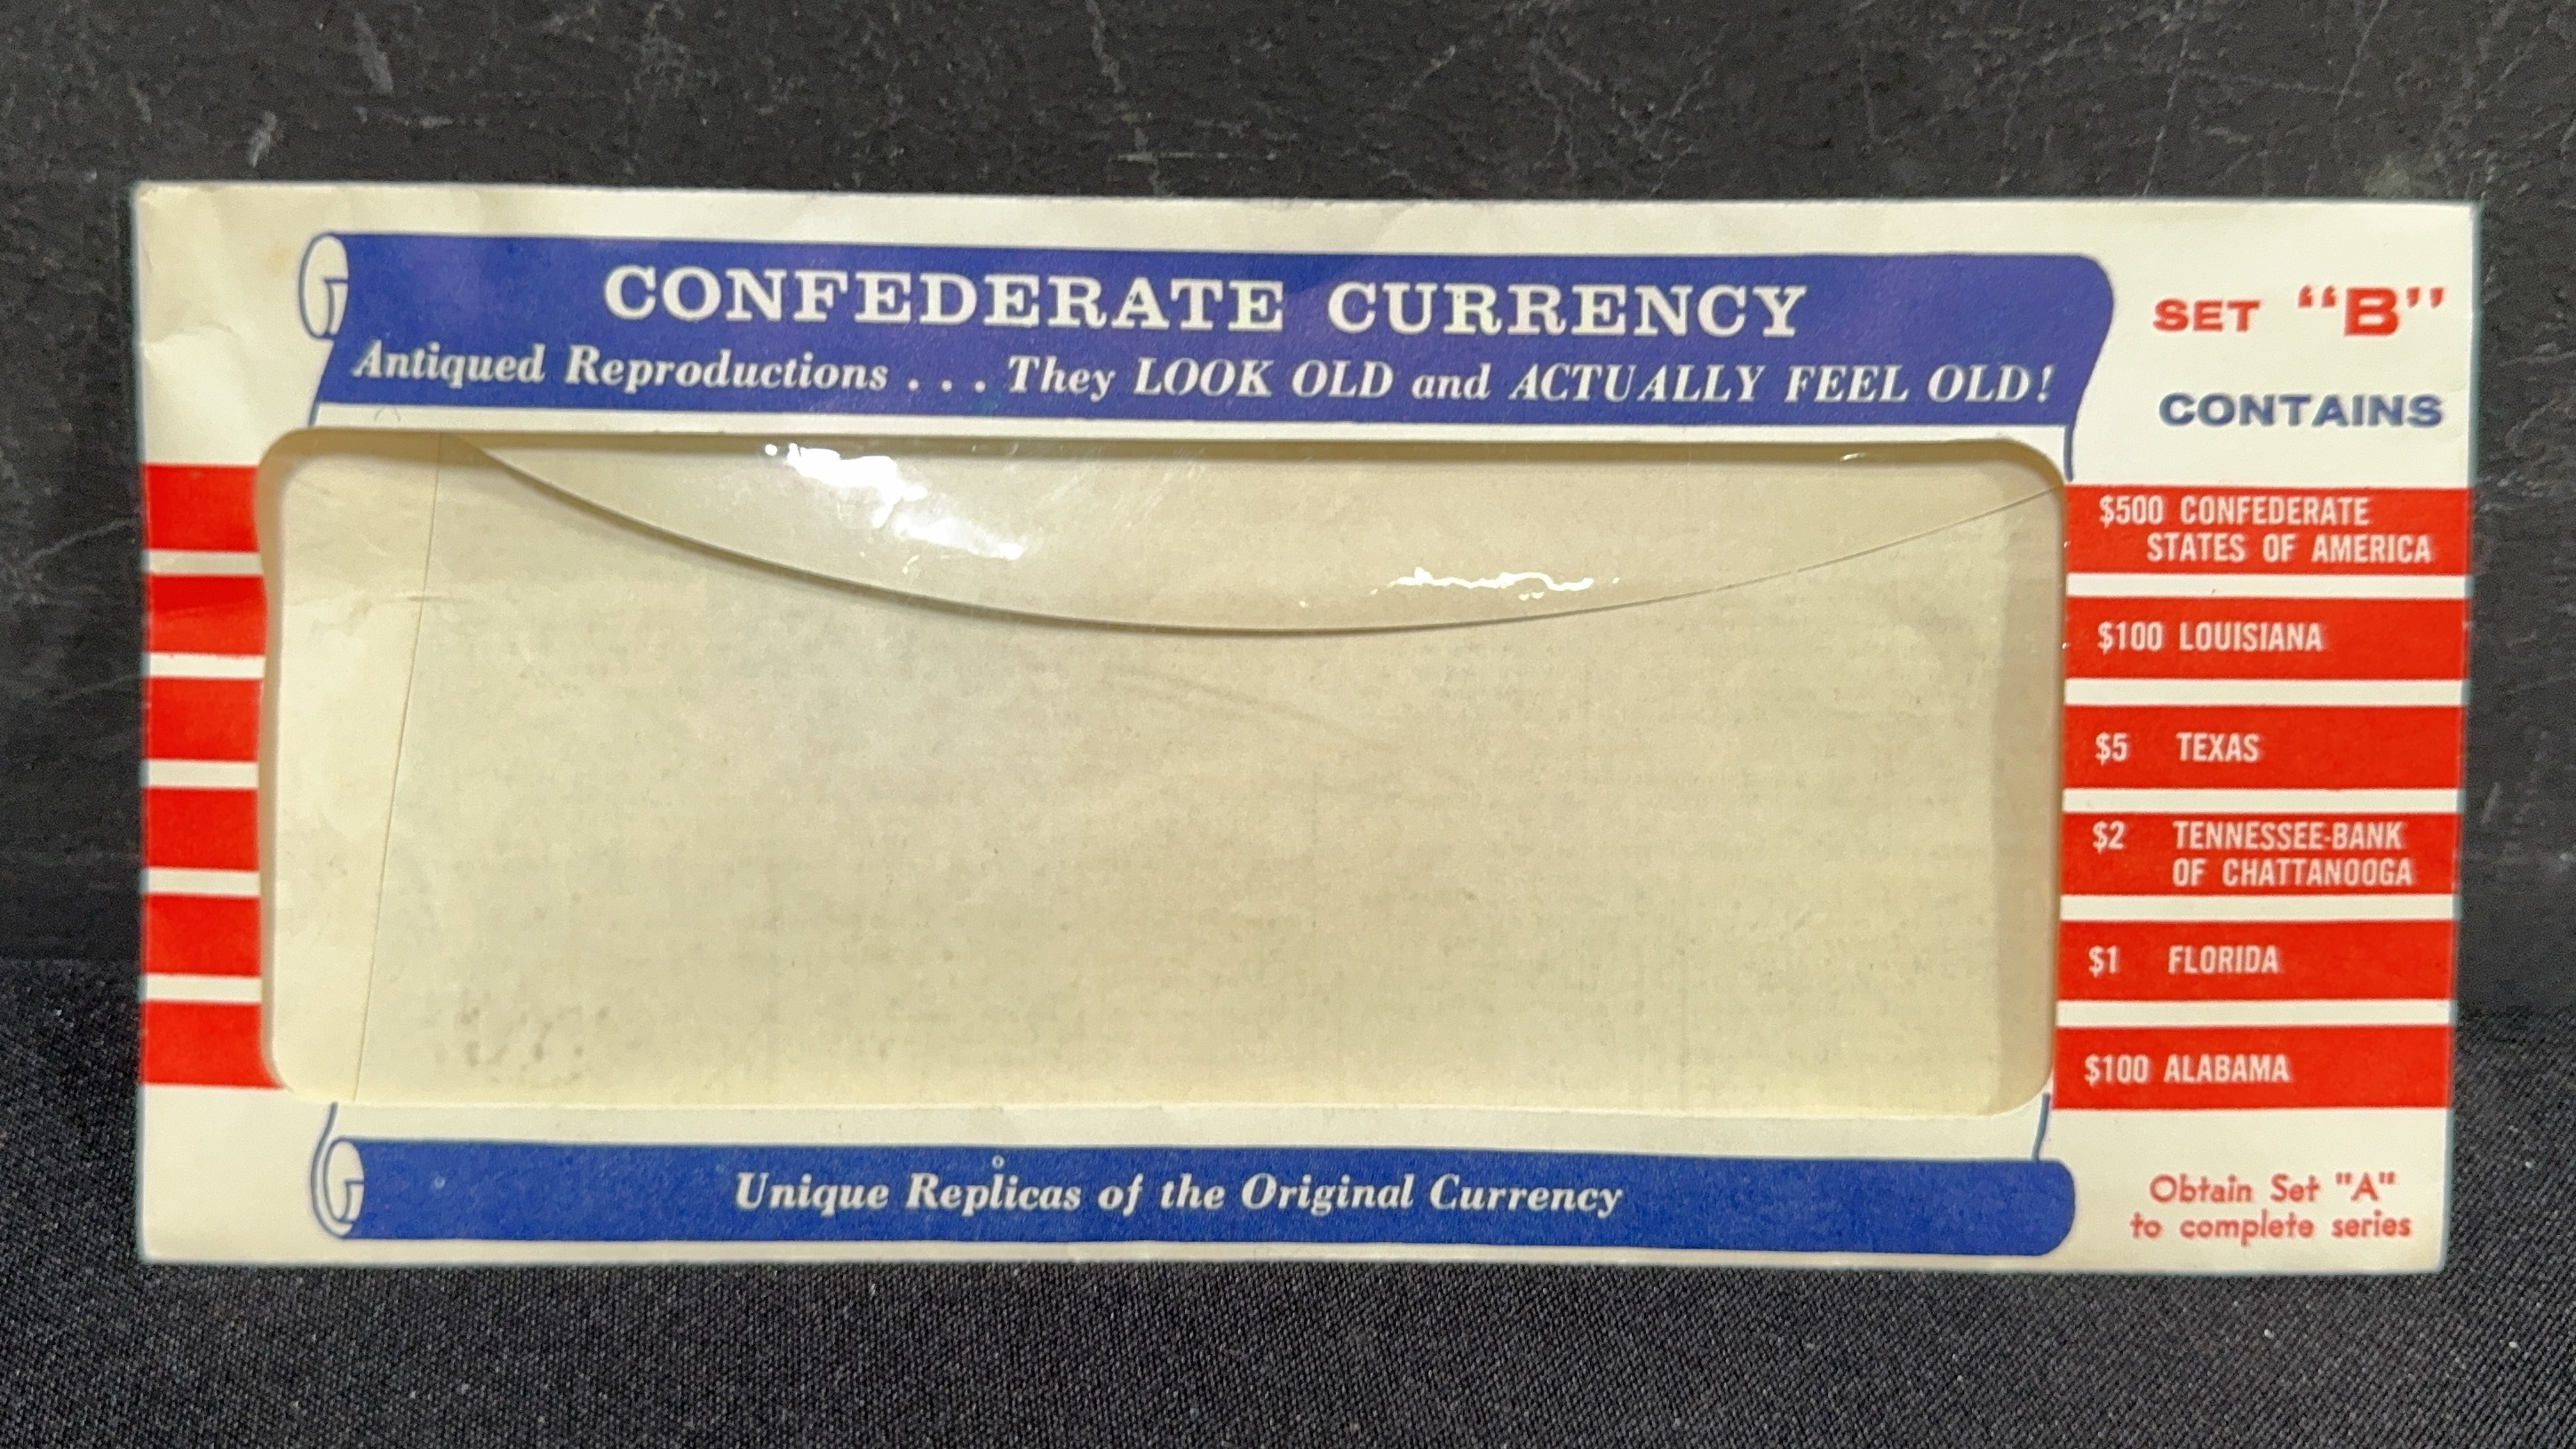 CONFEDERATE CURRENCY
Antiqued Reproductions . . . They LOOK OLD and ACTUALLY FEEL OLD!
SET "B"
CONTAINS
$500 CONFEDERATE
STATES OF AMERICA
$100 LOUISIANA
$5 TEXAS
$2 TENNESSEE-BANK
OF CHATTANOOGA
$1 FLORIDA
$100 ALABAMA
Unique Replicas of the Original Currency
Obtain Set "A"
to complete series